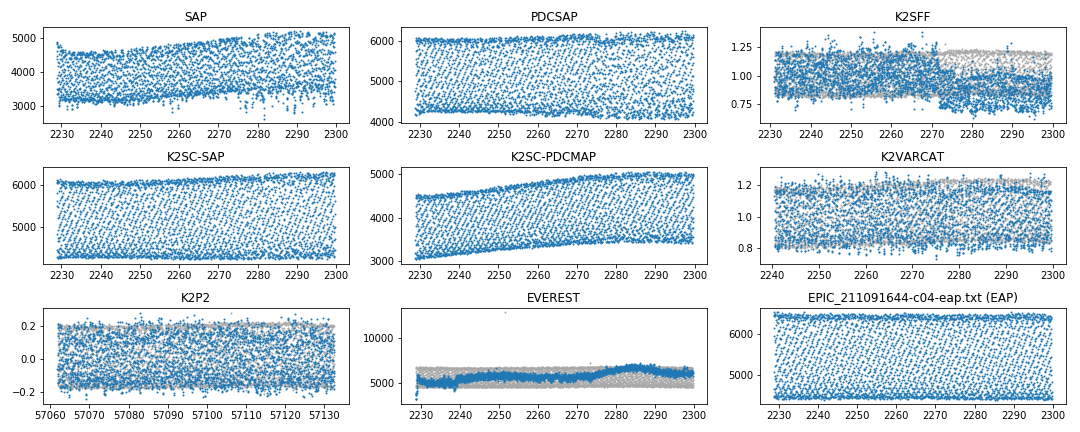 SAP
5000
4000
3000
2230 2240 2250 2260 2270 2280 2290 2300
PDCSAP
6000
5000
4000
2230 2240 2250 2260 2270 2280 2290 2300
K2SFF
1.25
1.00
0.75
2230 2240 2250 2260 2270 2280 2290 2300
K2SC-SAP
6000
5000
2230 2240 2250 2260 2270 2280 2290 2300
K2SC-PDCMAP
5000
4000
3000
2230 2240 2250 2260 2270 2280 2290 2300
K2VARCAT
1.2
1.0
0.8
2240 2250 2260 2270 2280 2290 2300
K2P2
0.2
0.0
−0.2
57060 57070 57080 57090 57100 57110 57120 57130
EVEREST
10000
5000
2230 2240 2250 2260 2270 2280 2290 2300
EPIC_211091644-c04-eap.txt (EAP)
6000
5000
2230 2240 2250 2260 2270 2280 2290 2300